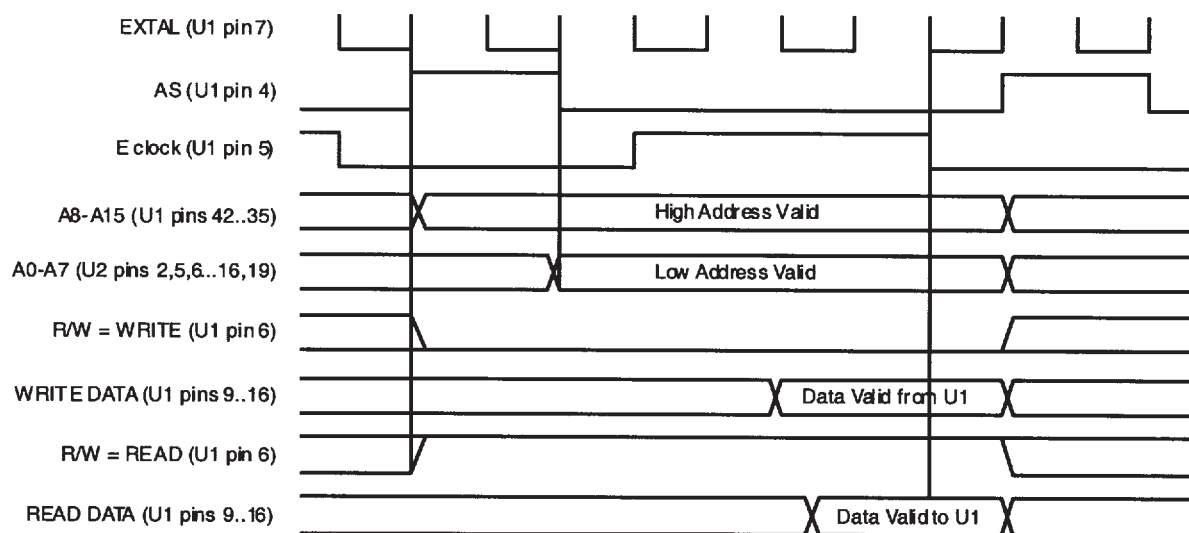 EXTAL (U1 pin 7)
AS (U1 pin 4)
E clock (U1 pin 5)
A8-A15 (U1 pins 42..35)
High Address Valid
A0-A7 (U2 pins 2,5,6...16,19)
Low Address Valid
R/W = WRITE (U1 pin 6)
WRITE DATA (U1 pins 9..16)
Data Valid from U1
R/W = READ (U1 pin 6)
READ DATA (U1 pins 9..16)
Data Valid to U1